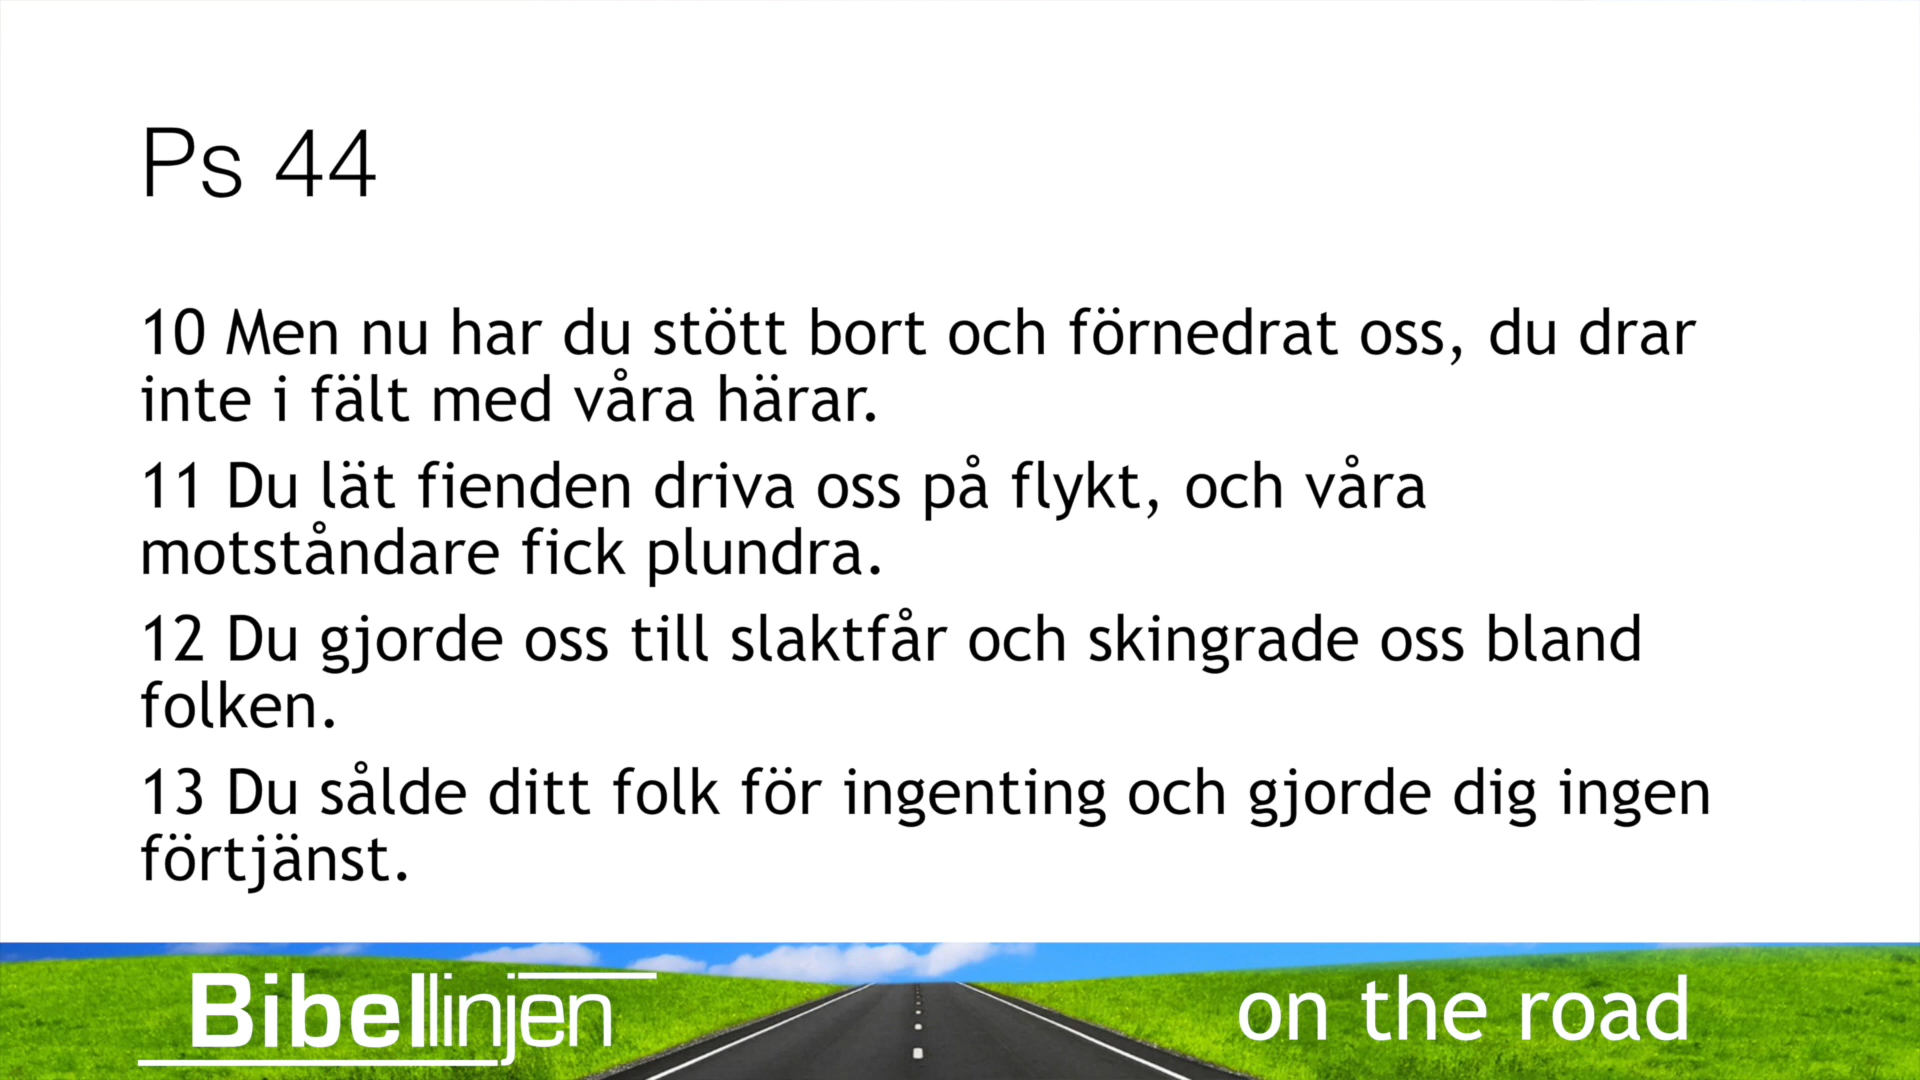 Ps 44
10 Men nu har du stött bort och förnedrat oss, du drar
inte i fält med våra härar.
11 Du lät fienden driva oss på flykt, och våra
motståndare fick plundra.
12 Du gjorde oss till slaktfår och skingrade oss bland
folken.
13 Du sålde ditt folk för ingenting och gjorde dig ingen
förtjänst.
Bibellinjen
on the road